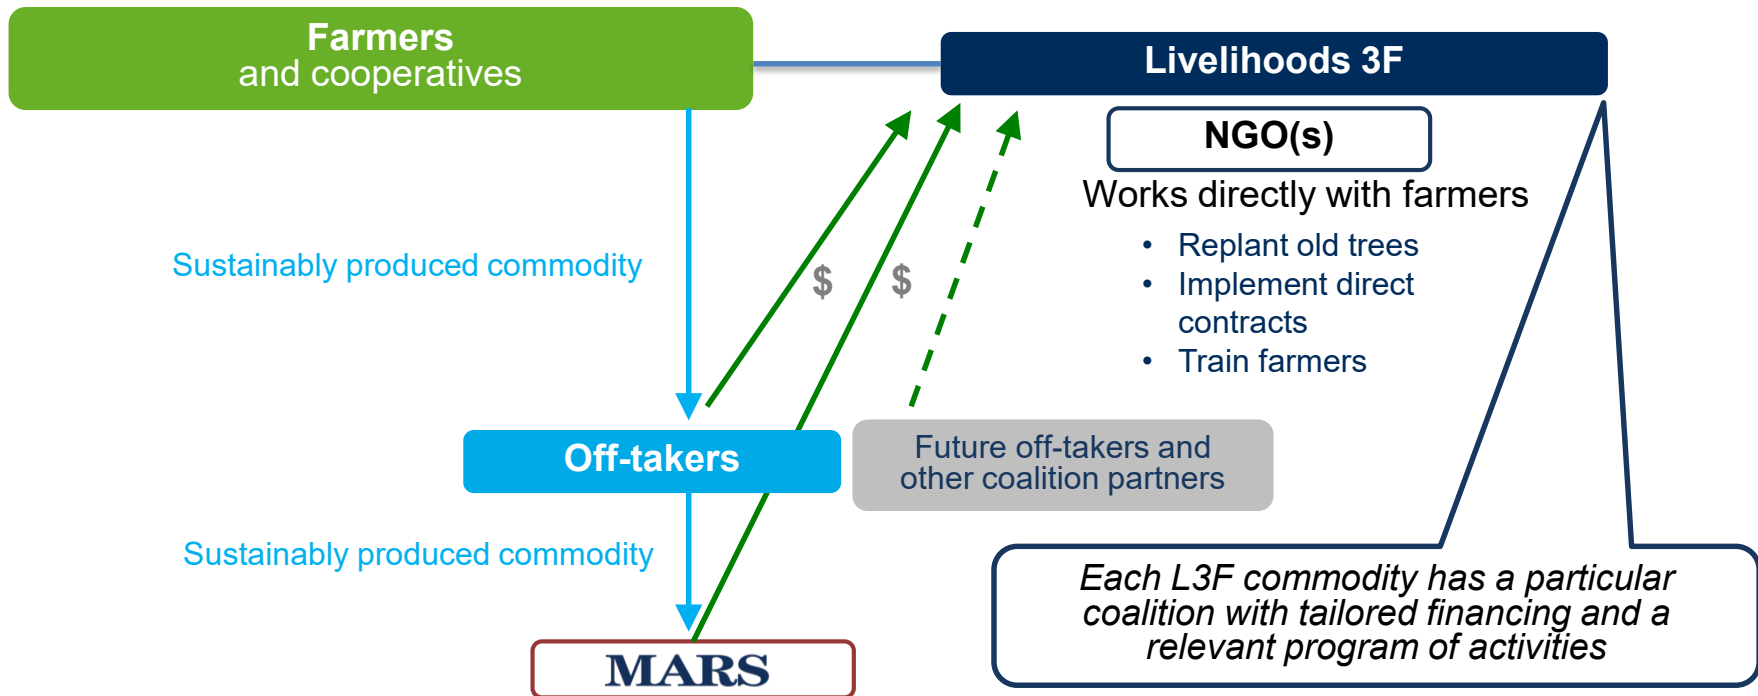 Farmers
and cooperatives
Livelihoods 3F
NGO(s)
Works directly with farmers
• Replant old trees
• Implement direct
contracts
• Train farmers
Sustainably produced commodity
$
$
Off-takers
Future off-takers and
other coalition partners
Sustainably produced commodity
Each L3F commodity has a particular
coalition with tailored financing and a
relevant program of activities
MARS